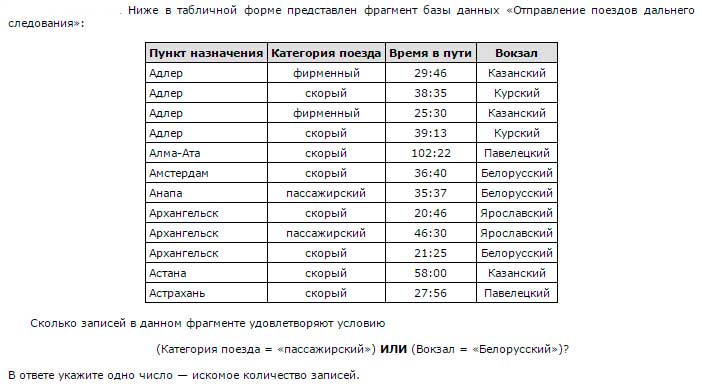 . Ниже в табличной форме представлен фрагмент базы данных «Отправление поездов дальнего
следования»:
Пункт назначения Категория поезда Время в пути Вокзал
Адлер фирменный 29:46 Казанский
Адлер скорый 38:35 Курский
Адлер фирменный 25:30 Казанский
Адлер скорый 39:13 Курский
Алма-Ата скорый 102:22 Павелецкий
Амстердам скорый 36:40 Белорусский
Анапа пассажирский 35:37 Белорусский
Архангельск скорый 20:46 Ярославский
Архангельск пассажирский 46:30 Ярославский
Архангельск скорый 21:25 Белорусский
Астана скорый 58:00 Казанский
Астрахань скорый 27:56 Павелецкий
Сколько записей в данном фрагменте удовлетворяют условию
(Категория поезда = «пассажирский») ИЛИ (Вокзал = «Белорусский»)?
В ответе укажите одно число — искомое количество записей.